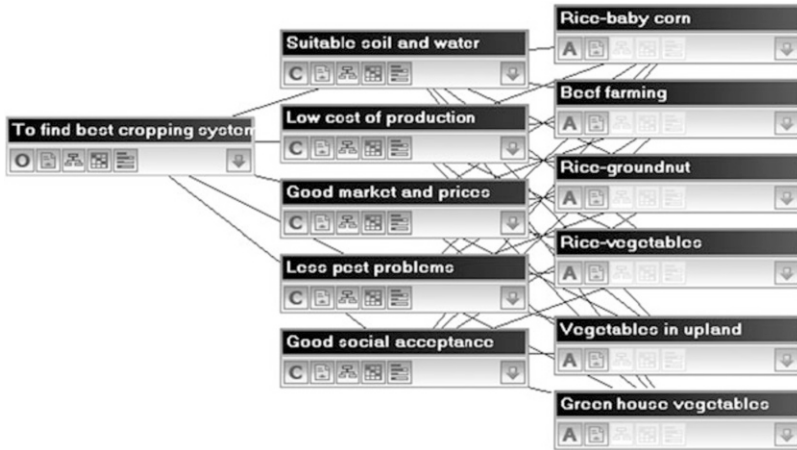 To find best cropping system
O
Suitable soil and water
C
Low cost of production
C
Good market and prices
C
Less pest problems
C
Good social acceptance
C
Rice-baby corn
A
Beef farming
A
Rice-groundnut
A
Rice-vegetables
A
Vegetables in upland
A
Green house vegetables
A